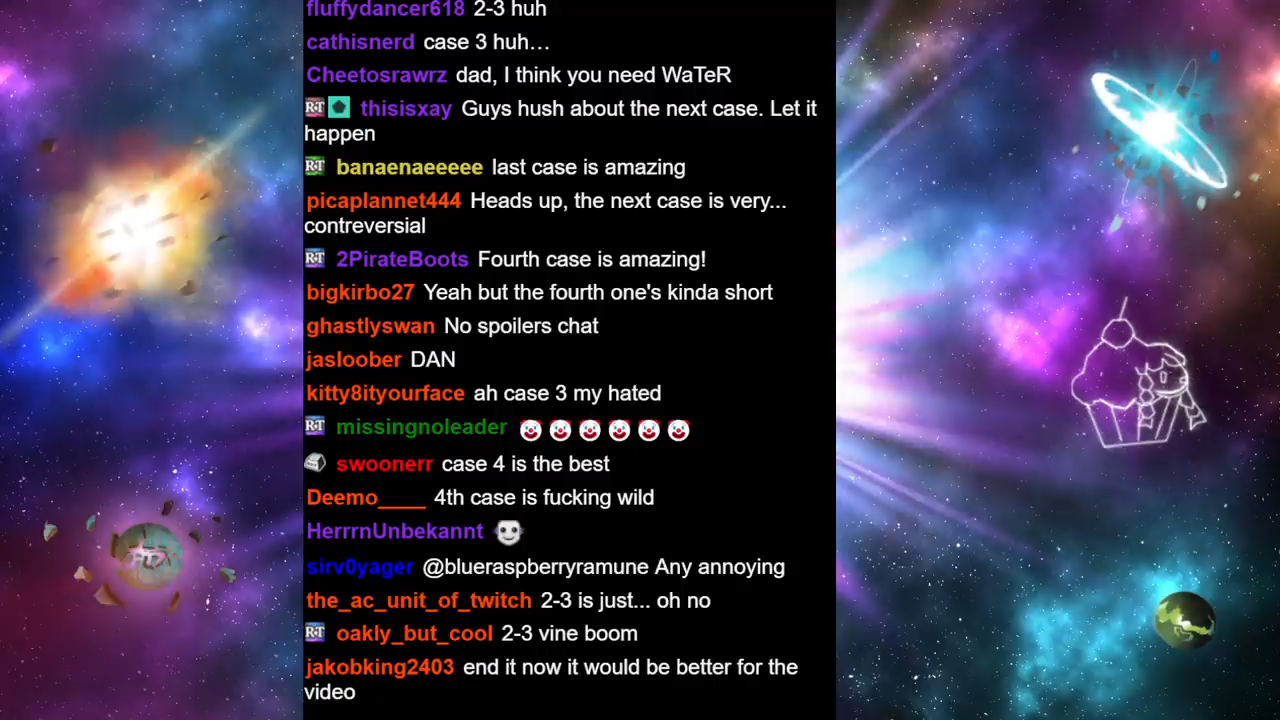 fluffydancer618 2-3 huh
cathisnerd case 3 huh…
Cheetosrawrz dad, I think you need WaTeR
RT thisisxay Guys hush about the next case. Let it
happen
RT banaenaeeeee last case is amazing
picaplannet444 Heads up, the next case is very...
contreversial
RT 2PirateBoots Fourth case is amazing!
bigkirbo27 Yeah but the fourth one's kinda short
ghastlyswan No spoilers chat
jasloober DAN
kitty8ityourface ah case 3 my hated
RT missingnoleader 🤡 🤡 🤡 🤡 🤡 🤡
swoonerr case 4 is the best
Deemo____ 4th case is fucking wild
HerrrnUnbekannt
sirv0yager @blueraspberryramune Any annoying
the_ac_unit_of_twitch 2-3 is just... oh no
RT oakly_but_cool 2-3 vine boom
jakobking2403 end it now it would be better for the
video